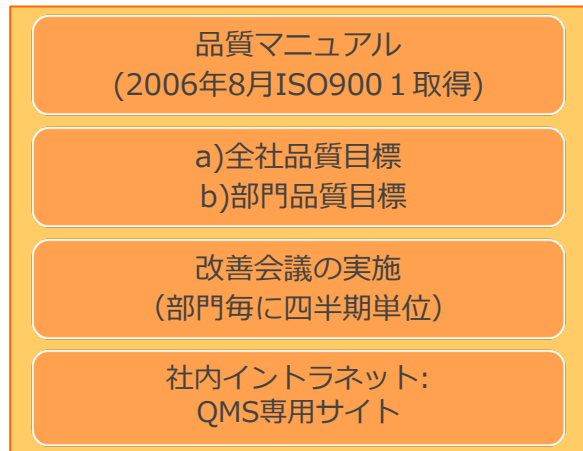 品質マニュアル
(2006年8月ISO900１取得)
a)全社品質目標
b)部門品質目標
改善会議の実施
（部門毎に四半期単位）
社内イントラネット:
QMS専用サイト